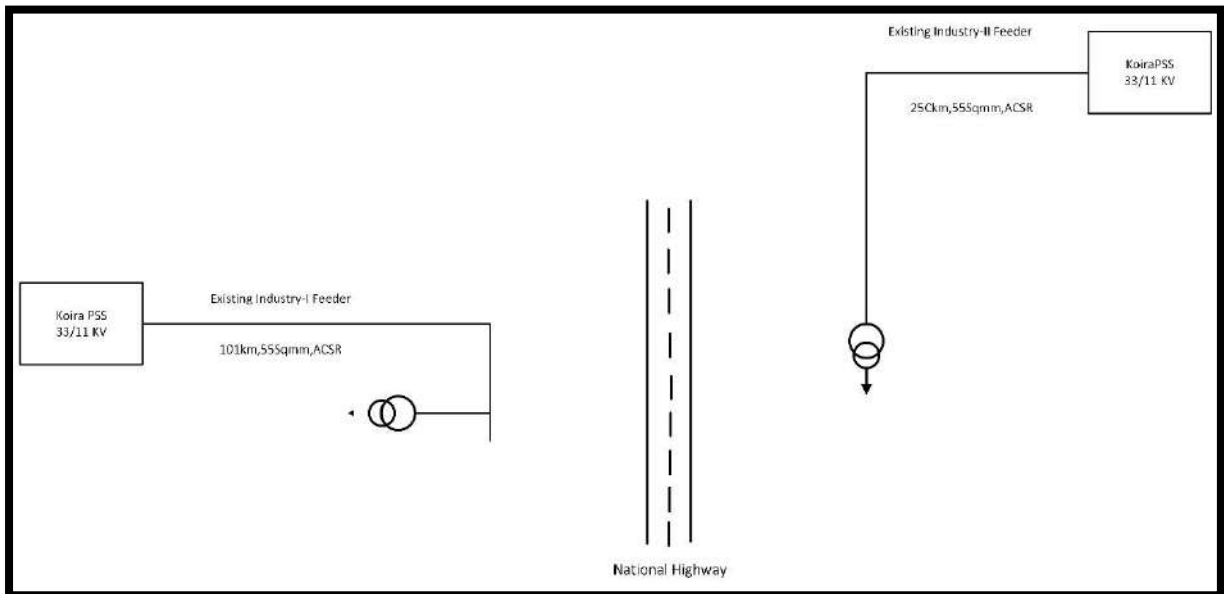 Existing Industry-III Feeder
KoiraPSS
33/11 KV
25Ckm,55Sqmm,ACSR
Existing Industry-I Feeder
Koira PSS
33/11 KV
101km,55Sqmm,ACSR
National Highway